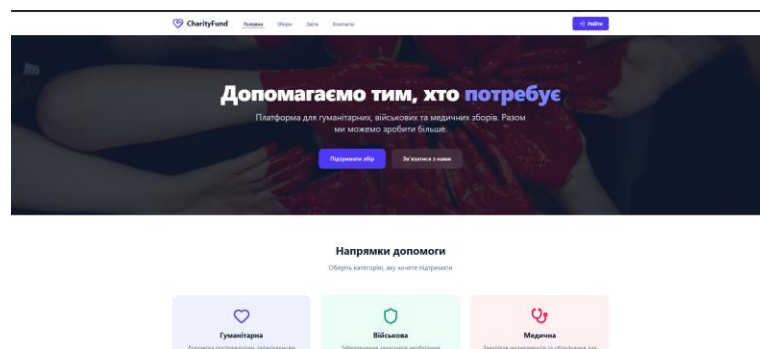 CharityFund
Головна
Збори
Звіти
Контакти
Увійти
Допомагаємо тим, хто потребує
Платформа для гуманітарних, військових та медичних зборів. Разом
ми можемо зробити більше.
Підтримати збір
Зв'язатися з нами
Напрямки допомоги
Оберіть категорію, яку хочете підтримати
Гуманітарна
Військова
Медична